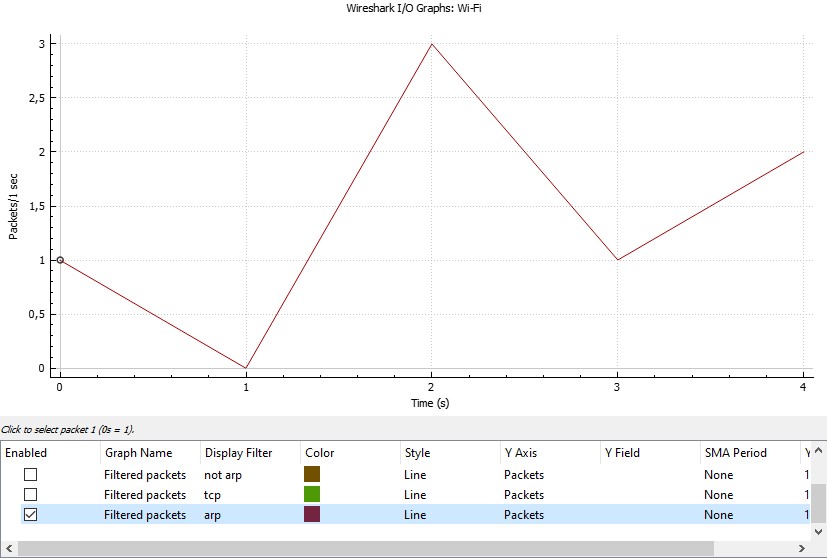 Wireshark I/O Graphs: Wi-Fi
3
2,5
2
1,5
1
0,5
0
Packets/1 sec
0 1 2 3 4
Time (s)
Click to select packet 1 (0s = 1).
Enabled Graph Name Display Filter Color Style Y Axis Y Field SMA Period Y
Filtered packets not arp Line Packets None 1
Filtered packets tcp Line Packets None 1
Filtered packets arp Line Packets None 1